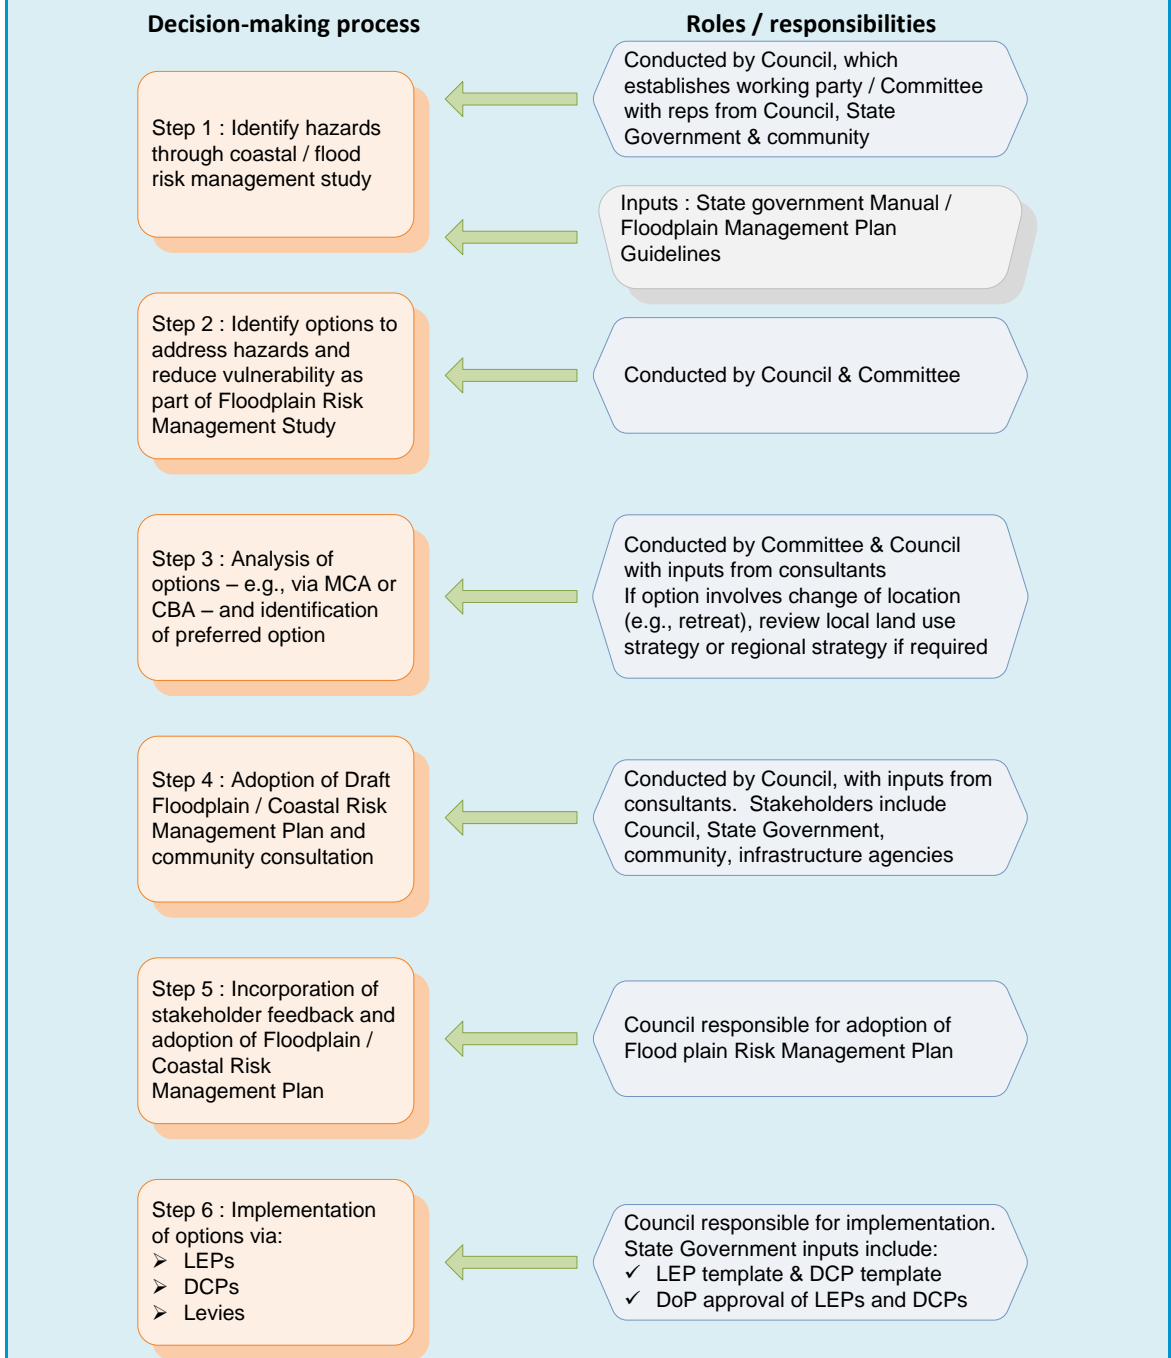 Decision-making process
Roles / responsibilities
Step 1 : Identify hazards
through coastal / flood
risk management study
Conducted by Council, which
establishes working party / Committee
with reps from Council, State
Government & community
Inputs : State government Manual /
Floodplain Management Plan
Guidelines
Step 2 : Identify options to
address hazards and
reduce vulnerability as
part of Floodplain Risk
Management Study
Conducted by Council & Committee
Step 3 : Analysis of
options – e.g., via MCA or
CBA – and identification
of preferred option
Conducted by Committee & Council
with inputs from consultants
If option involves change of location
(e.g., retreat), review local land use
strategy or regional strategy if required
Step 4 : Adoption of Draft
Floodplain / Coastal Risk
Management Plan and
community consultation
Conducted by Council, with inputs from
consultants.  Stakeholders include
Council, State Government,
community, infrastructure agencies
Step 5 : Incorporation of
stakeholder feedback and
adoption of Floodplain /
Coastal Risk
Management Plan
Council responsible for adoption of
Flood plain Risk Management Plan
Step 6 : Implementation
of options via:
➢ LEPs
➢ DCPs
➢ Levies
Council responsible for implementation.
State Government inputs include:
✓ LEP template & DCP template
✓ DoP approval of LEPs and DCPs